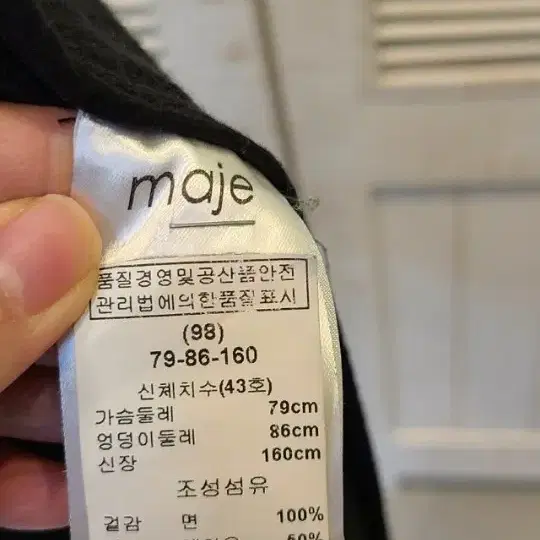 maje
품질경영및공산품안전
관리법에의한품질표시
(98)
79-86-160
신체치수(43호)
가슴둘레 79cm
엉덩이둘레 86cm
신장 160cm
조성섬유
겉감 면 100%
50%